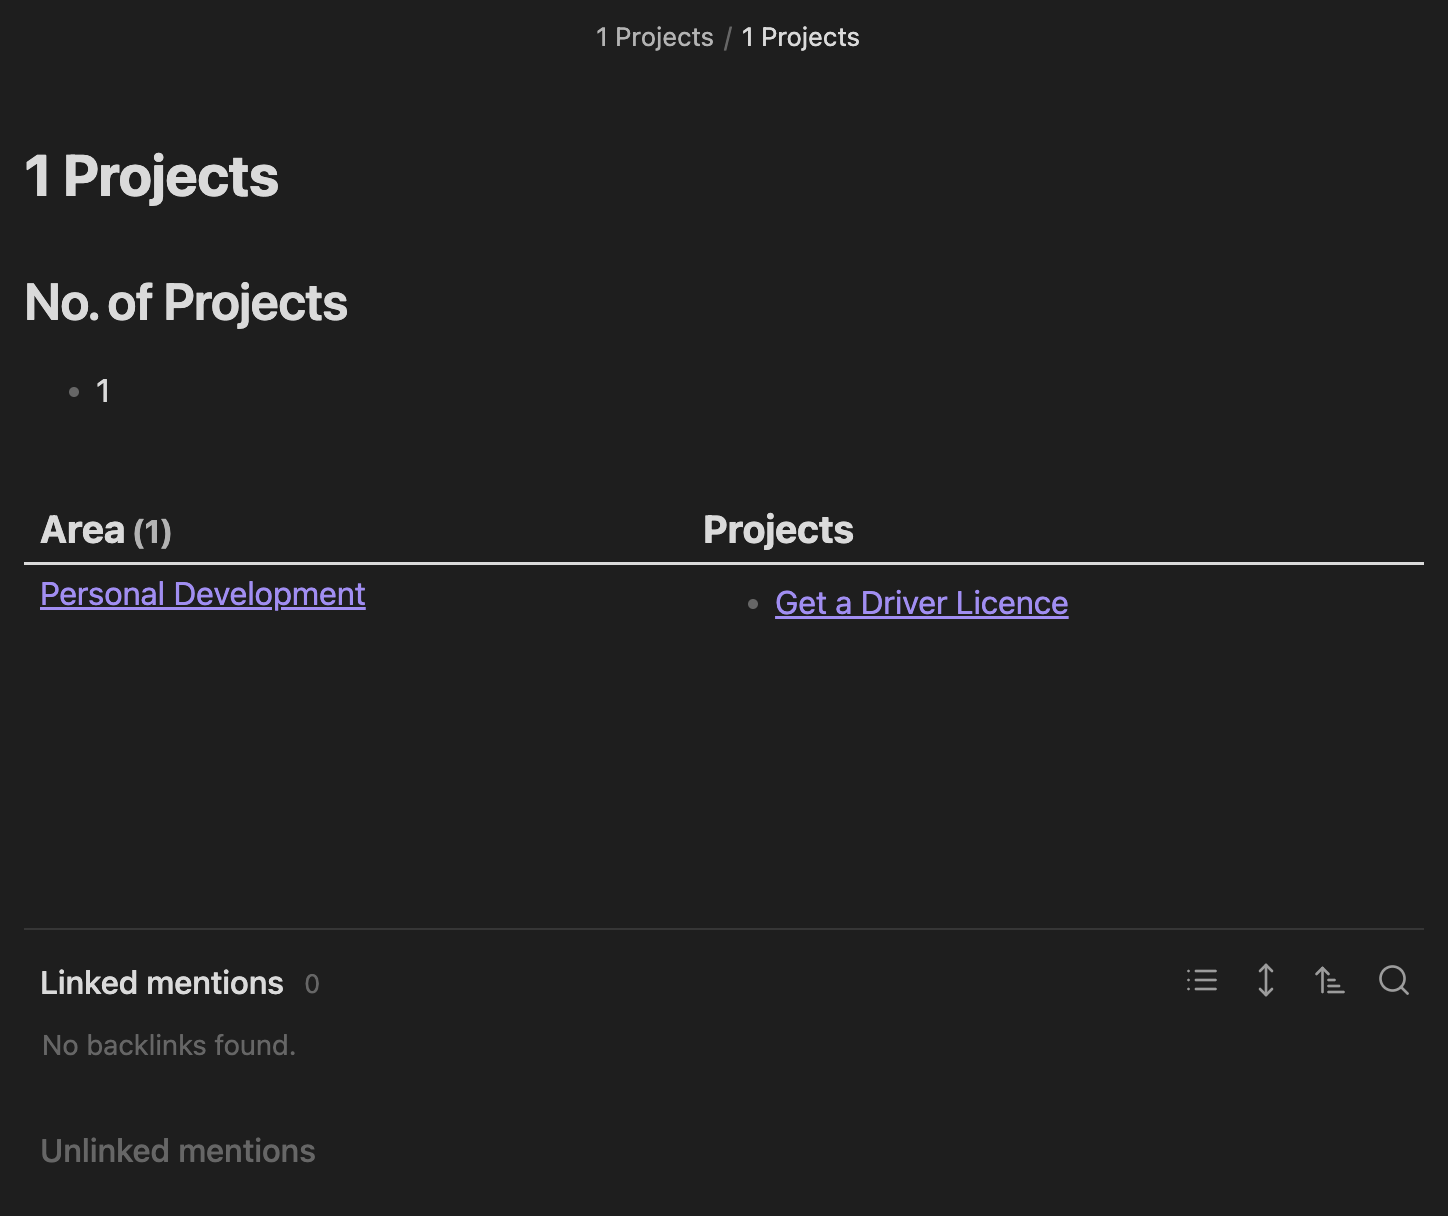 1 Projects / 1 Projects
1 Projects
No. of Projects
1
Area (1) Projects
Personal Development Get a Driver Licence
Linked mentions 0
No backlinks found.
Unlinked mentions